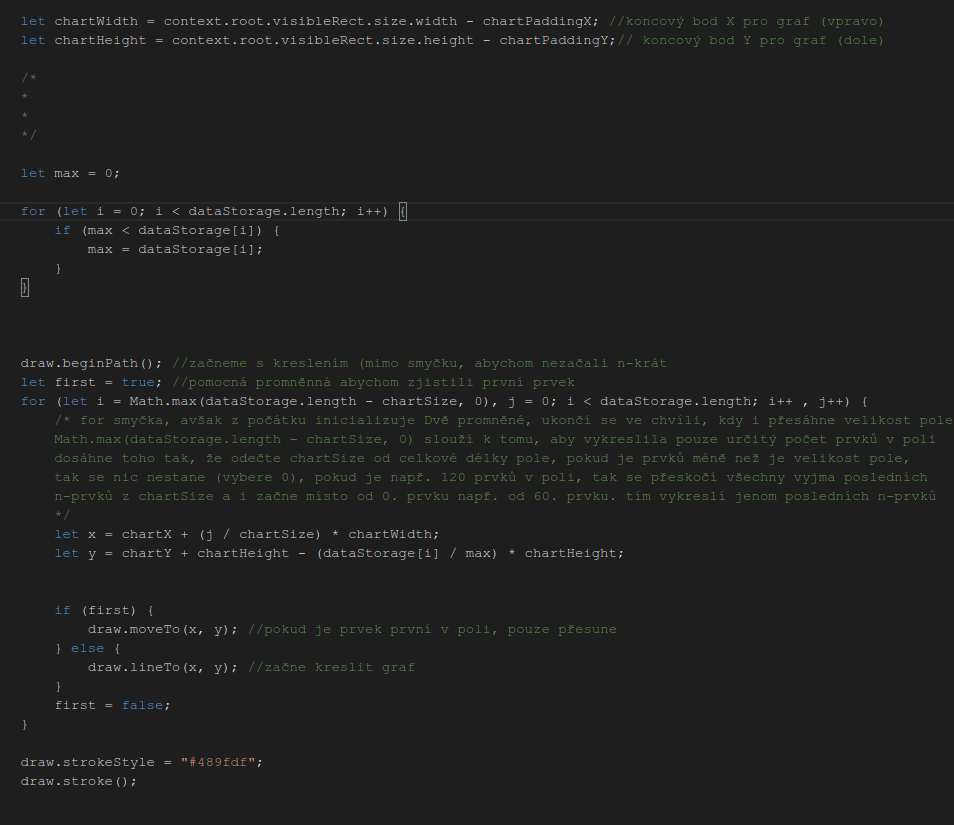 let chartWidth = context.root.visibleRect.size.width - chartPaddingX; //koncový bod X pro graf (vpravo)
let chartHeight = context.root.visibleRect.size.height - chartPaddingY;// koncový bod Y pro graf (dole)
/*
*
*
*/
let max = 0;
for (let i = 0; i < dataStorage.length; i++) {
    if (max < dataStorage[i]) {
        max = dataStorage[i];
    }
}
draw.beginPath(); //začneme s kreslením (mimo smyčku, abychom nezačali n-krát
let first = true; //pomocná promněnná abychom zjistili první prvek
for (let i = Math.max(dataStorage.length - chartSize, 0), j = 0; i < dataStorage.length; i++ , j++) {
    /* for smyčka, avšak z počátku inicializuje Dvě promněné, ukončí se ve chvíli, kdy i přesáhne velikost pole
    Math.max(dataStorage.length - chartSize, 0) slouží k tomu, aby vykreslila pouze určitý počet prvků v poli
    dosáhne toho tak, že odečte chartSize od celkové délky pole, pokud je prvků méně než je velikost pole,
    tak se nic nestane (vybere 0), pokud je např. 120 prvků v poli, tak se přeskočí všechny vyjma posledních
    n-prvků z chartSize a i začne místo od 0. prvku např. od 60. prvku. tím vykreslí jenom posledních n-prvků
    */
    let x = chartX + (j / chartSize) * chartWidth;
    let y = chartY + chartHeight - (dataStorage[i] / max) * chartHeight;
    if (first) {
        draw.moveTo(x, y); //pokud je prvek první v poli, pouze přesune
    } else {
        draw.lineTo(x, y); //začne kreslit graf
    }
    first = false;
}
draw.strokeStyle = "#489fdf";
draw.stroke();